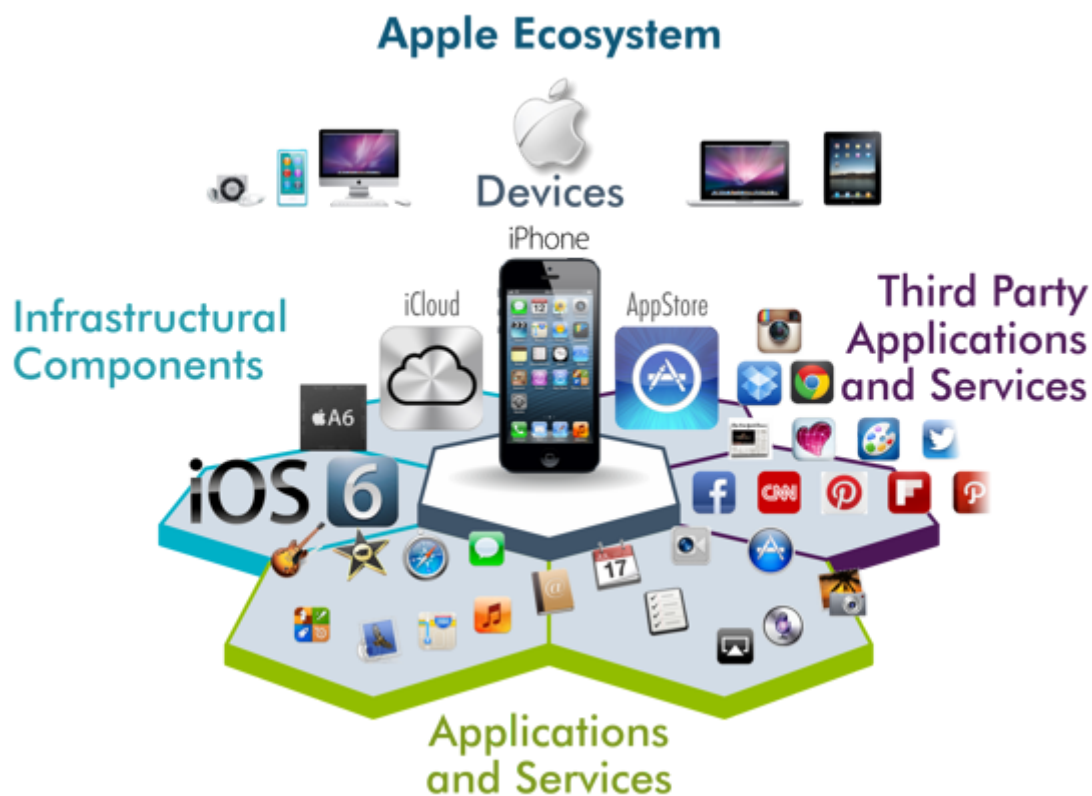 Apple Ecosystem
Devices
iPhone
iCloud
AppStore
Infrastructural
Components
Third Party
Applications
and Services
A6
iOS 6
CNN
17
Applications
and Services